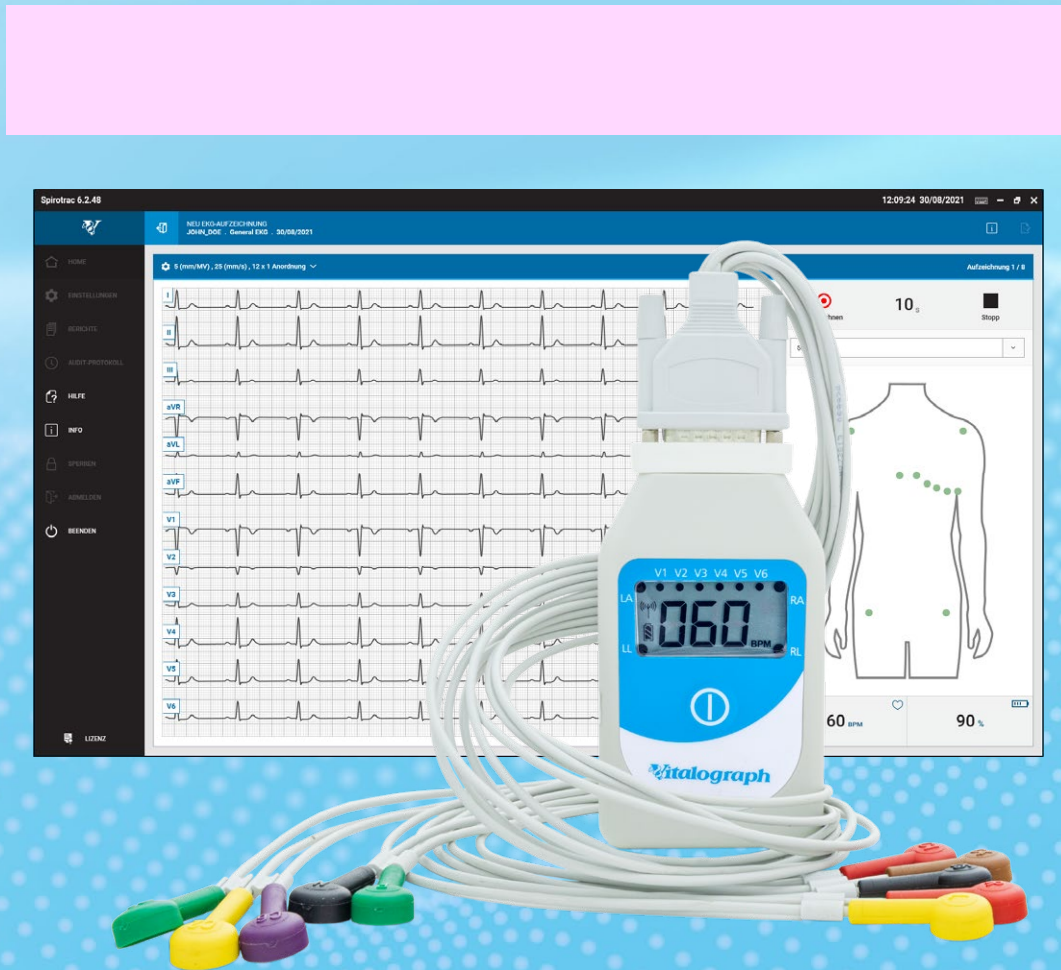 Spirotrac 6.2.48
12:09:24 30/08/2021
NEU EKG-AUFZEICHNUNG
JOHN_DOE . General EKG . 30/08/2021
HOME
EINSTELLUNGEN
BERICHTE
AUDIT-PROTOKOLL
HILFE
INFO
SPERREN
ABMELDEN
BEENDEN
LIZENZ
5 (mm/MV) , 25 (mm/s) , 12 x 1 Anordnung
Aufzeichnung 1 / 8
10 s
Stopp
I
II
III
aVR
aVL
aVF
V1
V2
V3
V4
V5
V6
60 BPM
90 %
V1 V2 V3 V4 V5 V6
LA
RA
LL
RL
060
BPM
Vitalograph